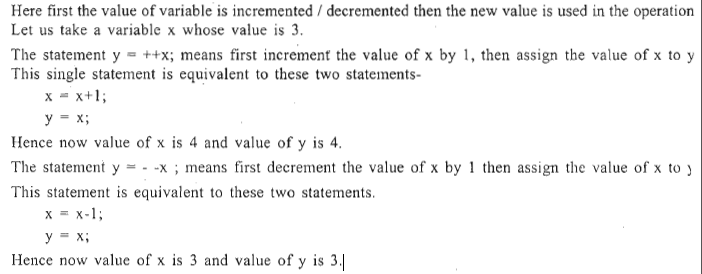 Here first the value of variable is incremented / decremented then the new value is used in the operation
Let us take a variable x whose value is 3.
The statement y = ++x; means first increment the value of x by 1, then assign the value of x to y
This single statement is equivalent to these two statements-
x = x+1;
y = x;
Hence now value of x is 4 and value of y is 4.
The statement y = - -x ; means first decrement the value of x by 1 then assign the value of x to y
This statement is equivalent to these two statements.
x = x-1;
y = x;
Hence now value of x is 3 and value of y is 3.